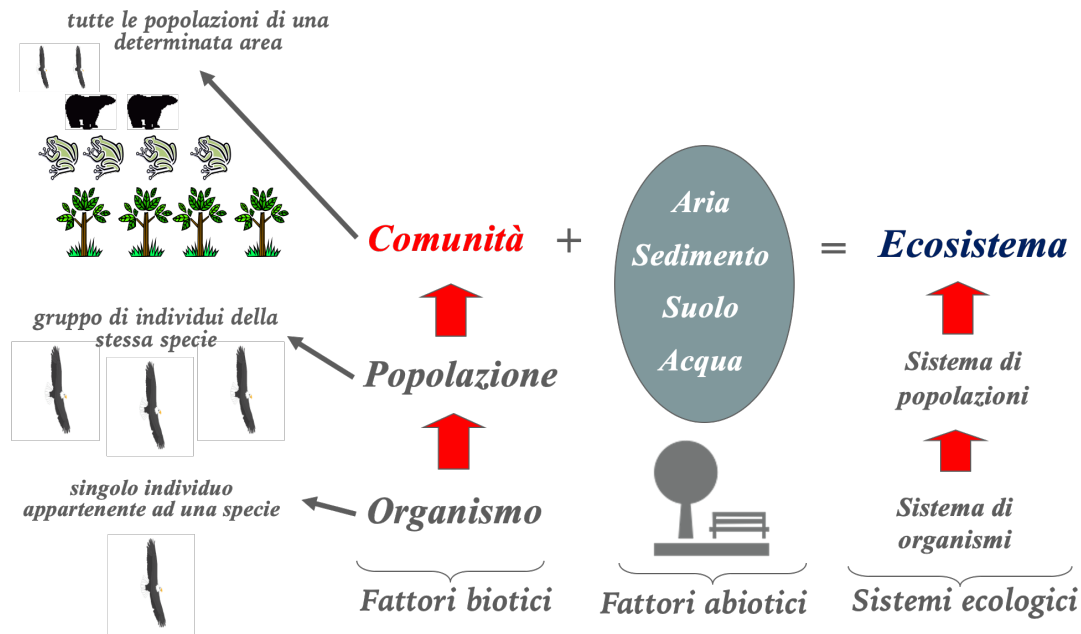 tutte le popolazioni di una
determinata area
Comunità
+
Aria
Sedimento
Suolo
Acqua
=
Ecosistema
gruppo di individui della
stessa specie
Popolazione
Sistema di
popolazioni
singolo individuo
appartenente ad una specie
Organismo
Sistema di
organismi
Fattori biotici
Fattori abiotici
Sistemi ecologici